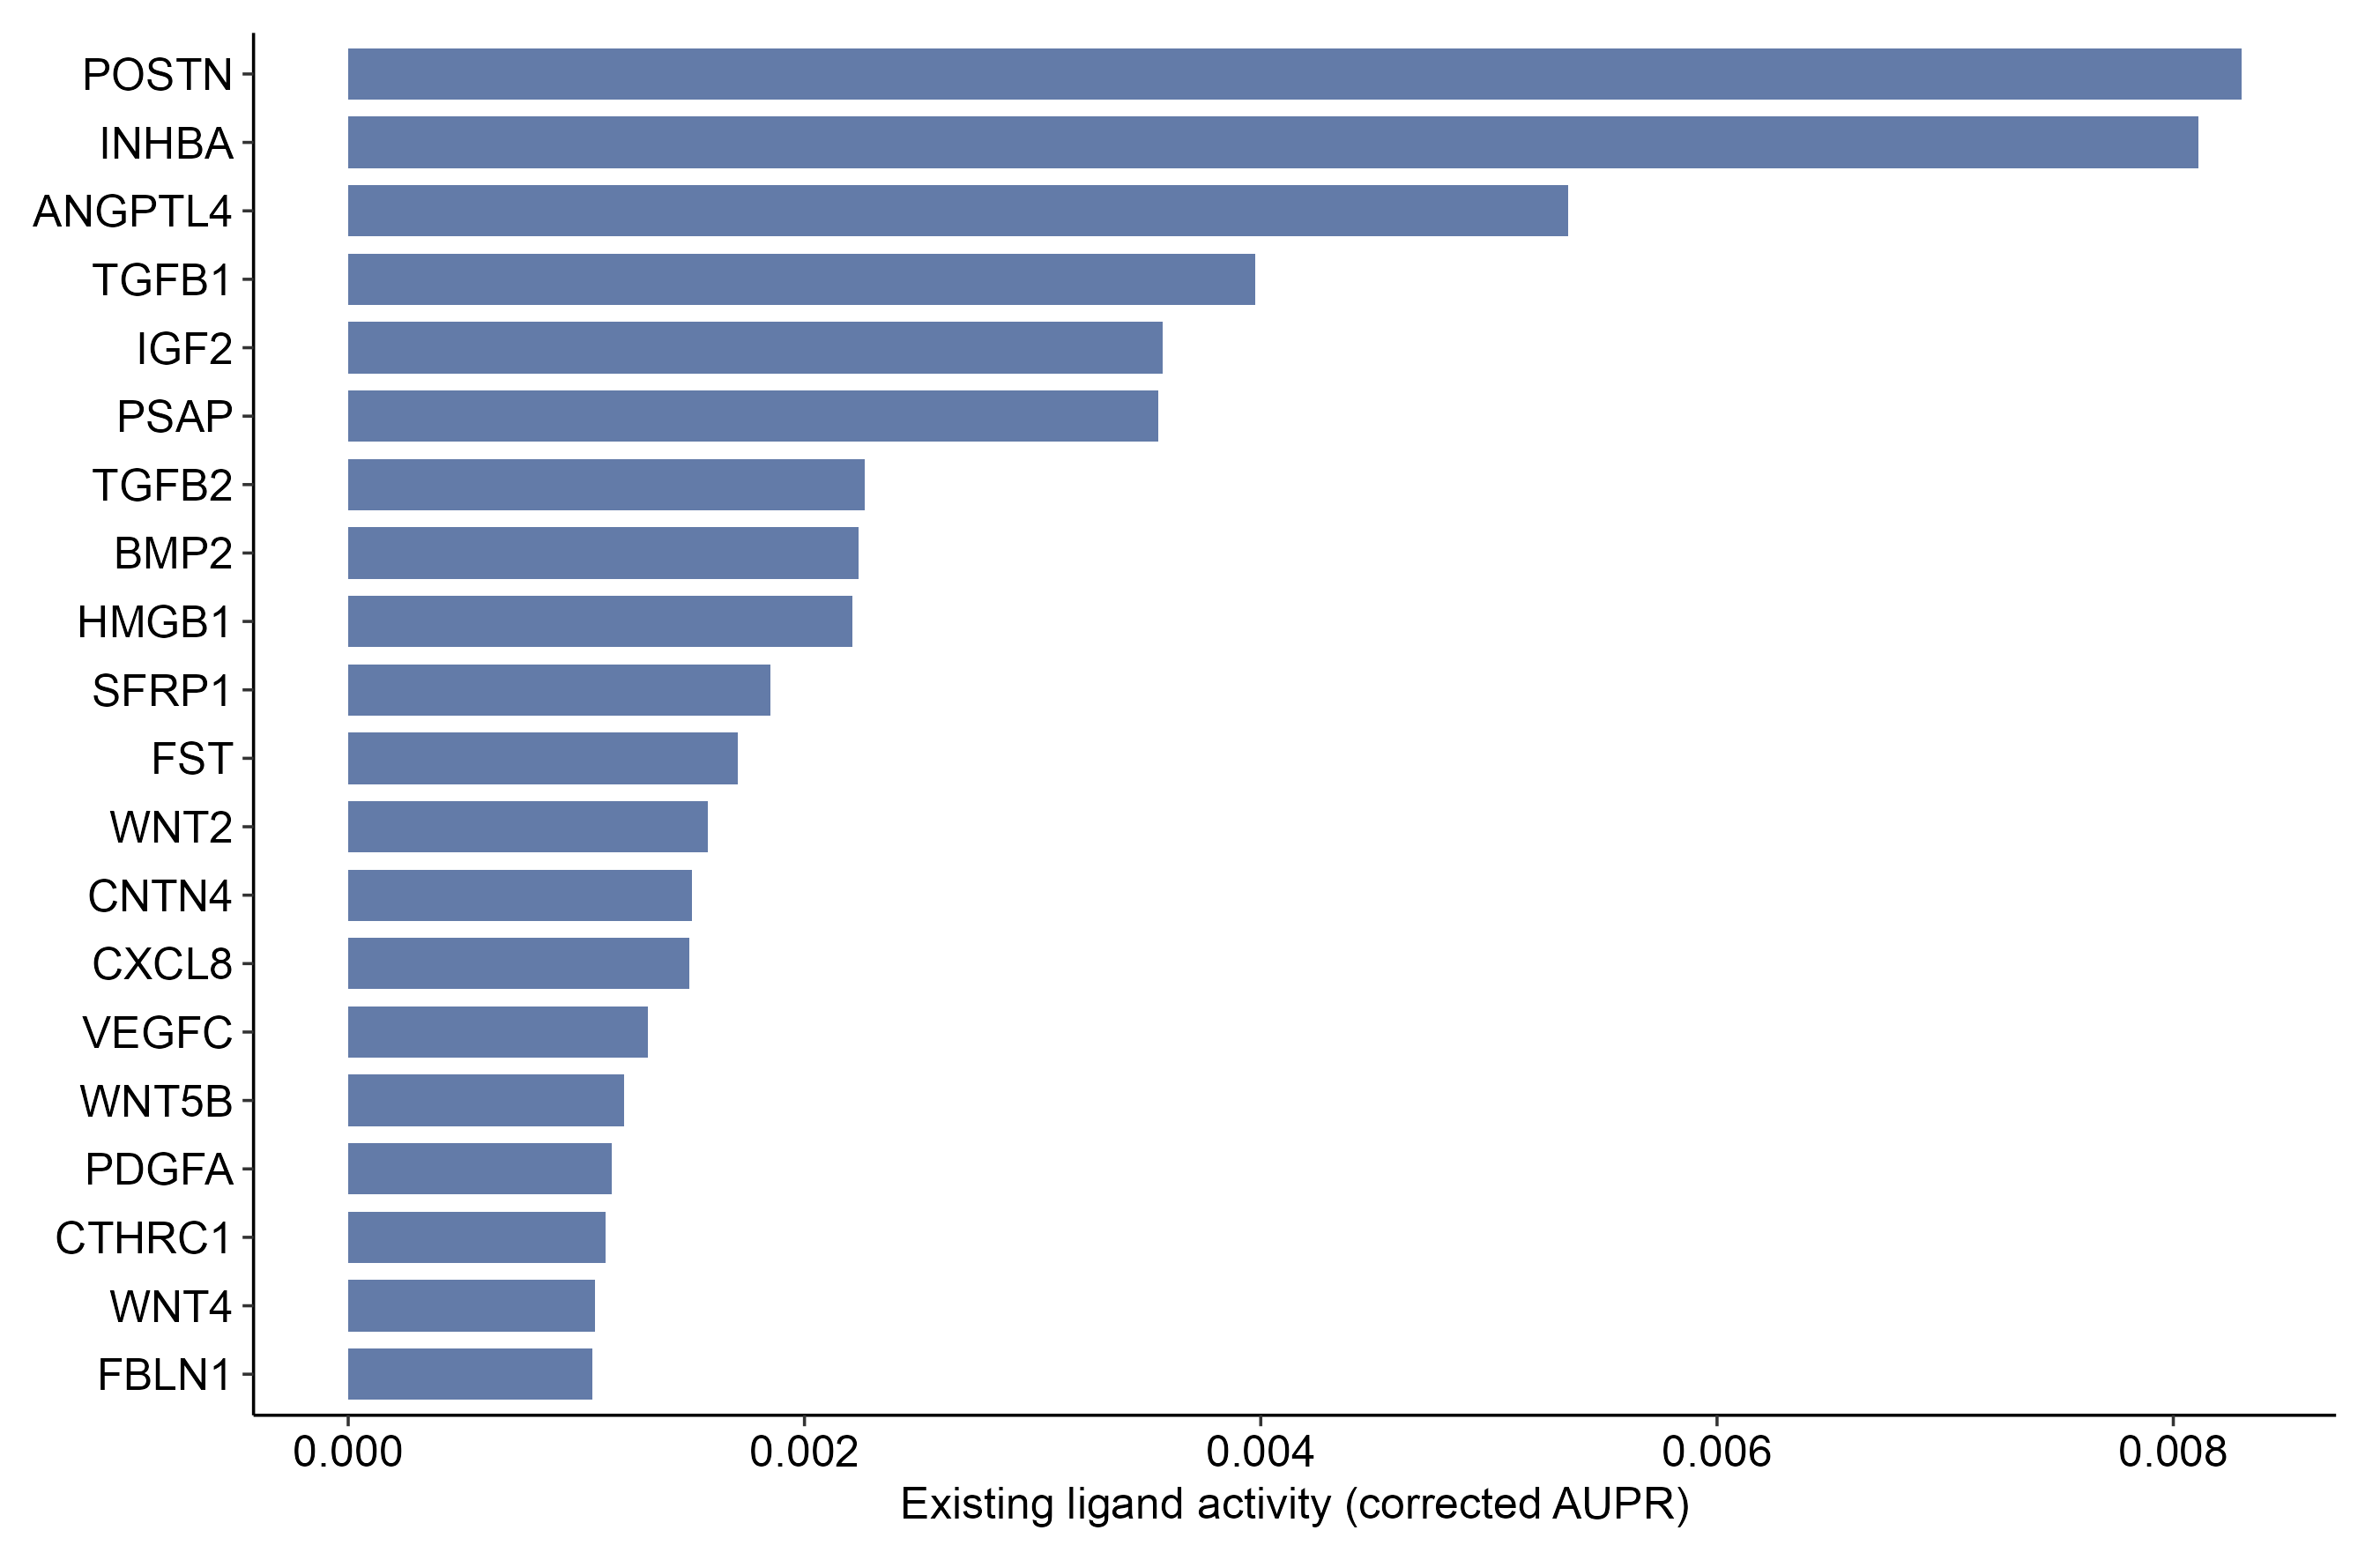 POSTN
INHBA
ANGPTL4
TGFB1
IGF2
PSAP
TGFB2
BMP2
HMGB1
SFRP1
FST
WNT2
CNTN4
CXCL8
VEGFC
WNT5B
PDGFA
CTHRC1
WNT4
FBLN1
0.000 0.002 0.004 0.006 0.008
Existing ligand activity (corrected AUPR)